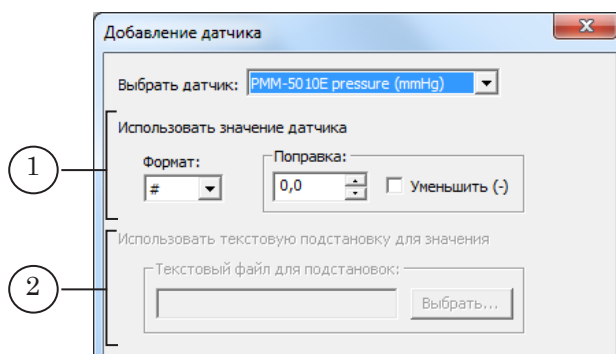 Добавление датчика
Выбрать датчик: PMM-5010E pressure (mmHg)
Использовать значение датчика
1
Формат: Поправка:
# 0,0 Уменьшить (-)
Использовать текстовую подстановку для значения
2
Текстовый файл для подстановок:
Выбрать...